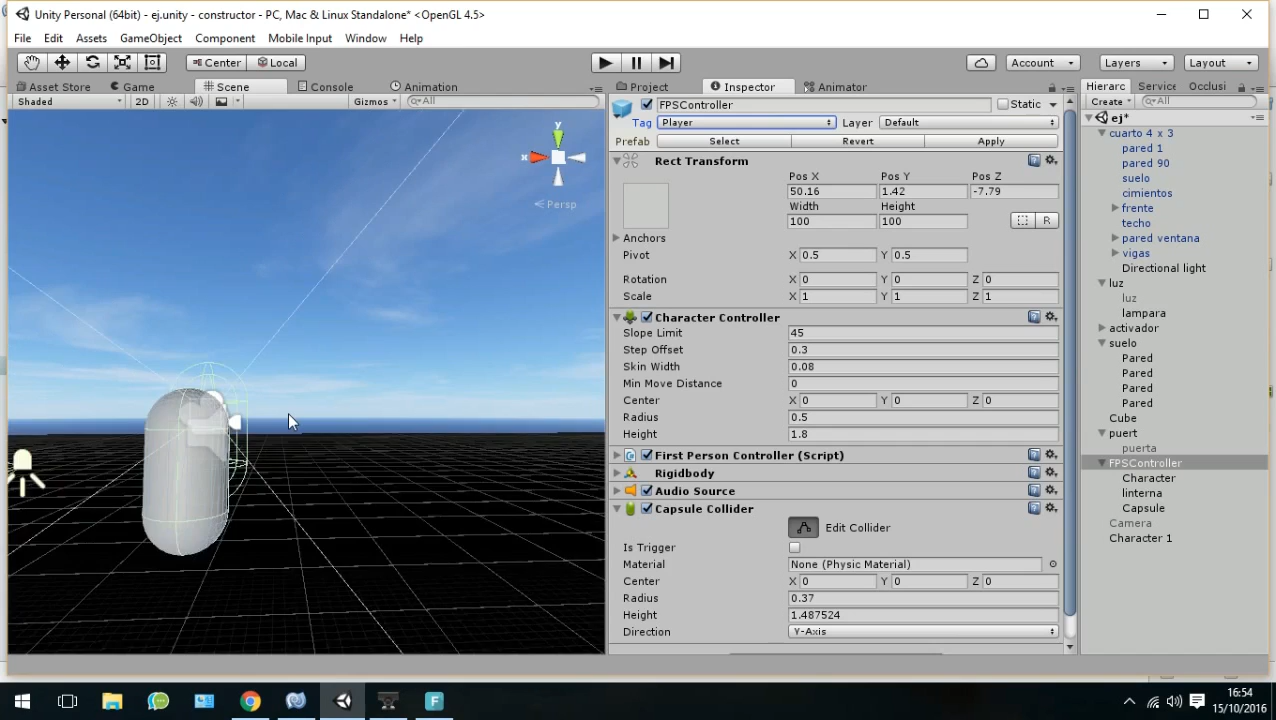 Unity Personal (64bit) - ej.unity - constructor - PC, Mac & Linux Standalone* <OpenGL 4.5>
File Edit Assets GameObject Component Mobile Input Window Help
Center Local Account Layers Layout
Asset Store Game Scene Console Animation
Shaded 2D Gizmos All
y
x
Persp
Project Inspector Animator
FPSController Static
Tag Player Layer Default
Prefab Select Revert Apply
Rect Transform
Pos X Pos Y Pos Z
50.16 1.42 -7.79
Width Height
100 100
R
Anchors
Pivot X 0.5 Y 0.5
Rotation X 0 Y 0 Z 0
Scale X 1 Y 1 Z 1
Character Controller
Slope Limit 45
Step Offset 0.3
Skin Width 0.08
Min Move Distance 0
Center X 0 Y 0 Z 0
Radius 0.5
Height 1.8
First Person Controller (Script)
Rigidbody
Audio Source
Capsule Collider
Edit Collider
Is Trigger
Material None (Physic Material)
Center X 0 Y 0 Z 0
Radius 0.37
Height 1.487524
Direction Y-Axis
Hierarc Service Occlusi
Create All
ej*
cuarto 4 x 3
pared 1
pared 90
suelo
cimientos
frente
techo
pared ventana
vigas
Directional light
luz
luz
lampara
activador
suelo
Pared
Pared
Pared
Pared
Cube
puert
puerta
FPSController
Character
linterna
Capsule
Camera
Character 1
F
16:54
15/10/2016